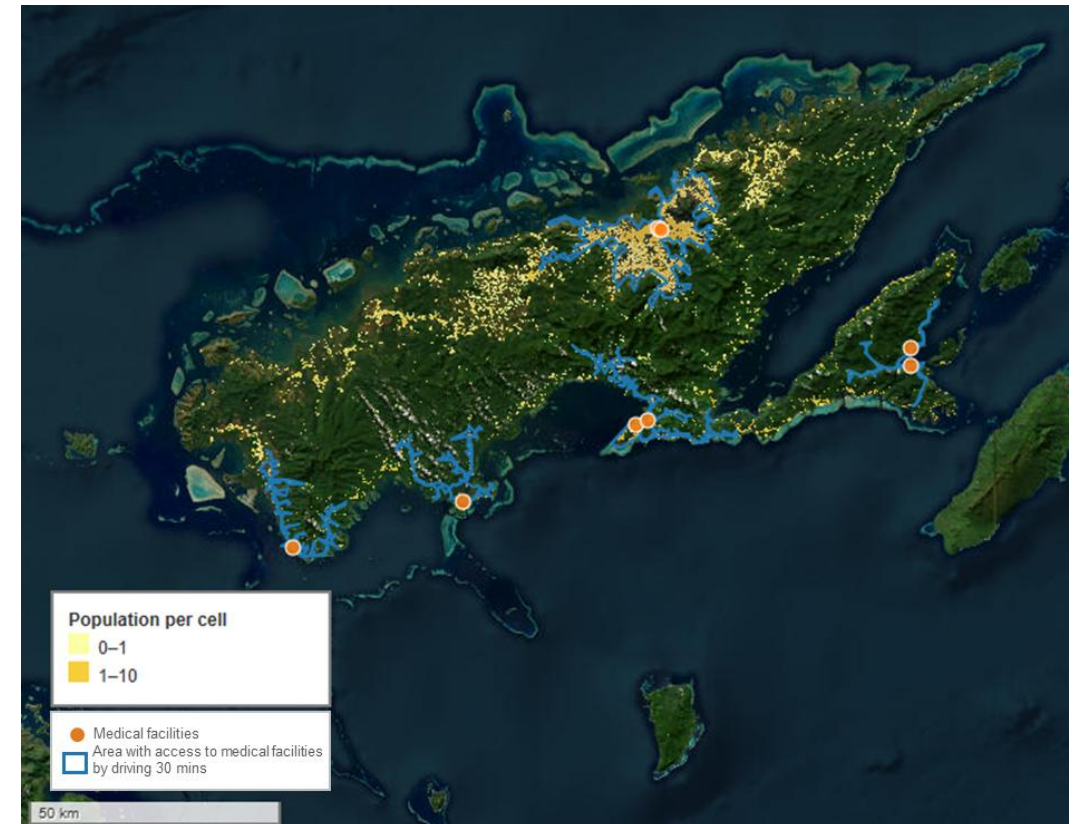 Population per cell
0–1
1–10
Medical facilities
Area with access to medical facilities
by driving 30 mins
50 km